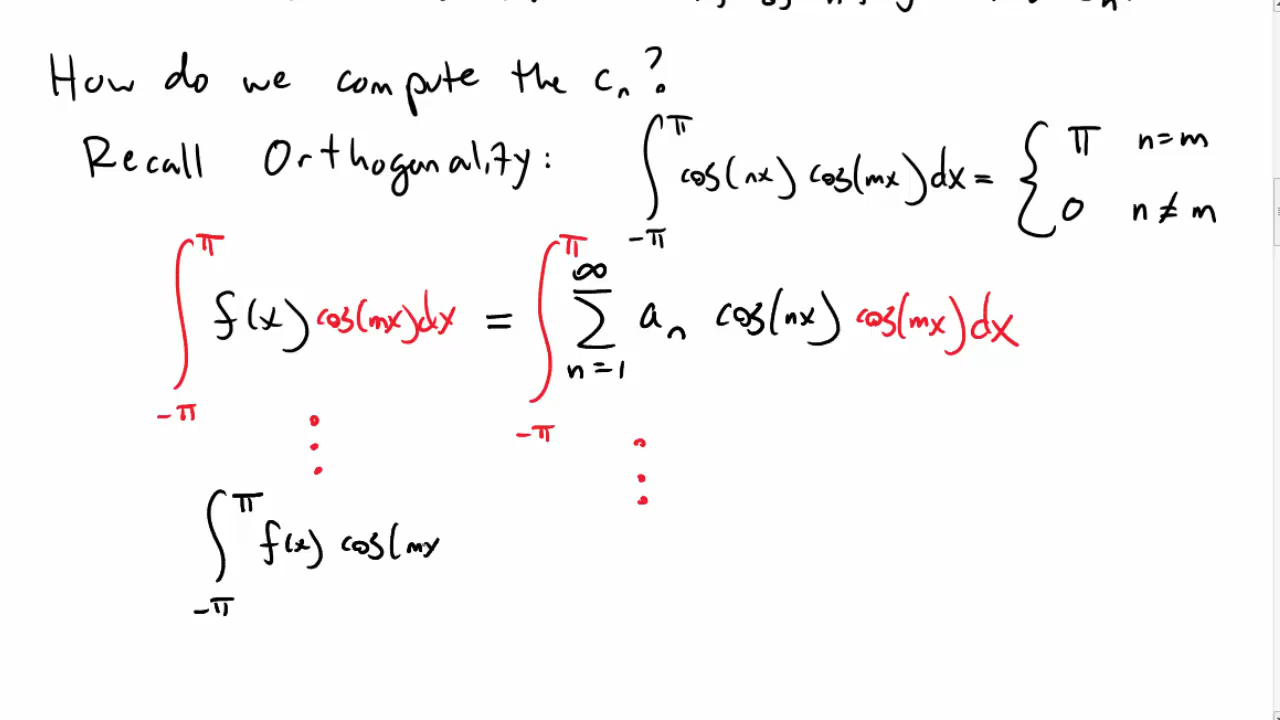 How do we compute the cₙ?
Recall Orthogonality: ∫_{-π}^{π} cos(nx) cos(mx) dx = { π n=m
0 n≠m
∫_{-π}^{π} f(x) cos(mx) dx = ∫_{-π}^{π} ∑_{n=1}^{∞} aₙ cos(nx) cos(mx) dx
⋮ ⋮
∫_{-π}^{π} f(x) cos(mx